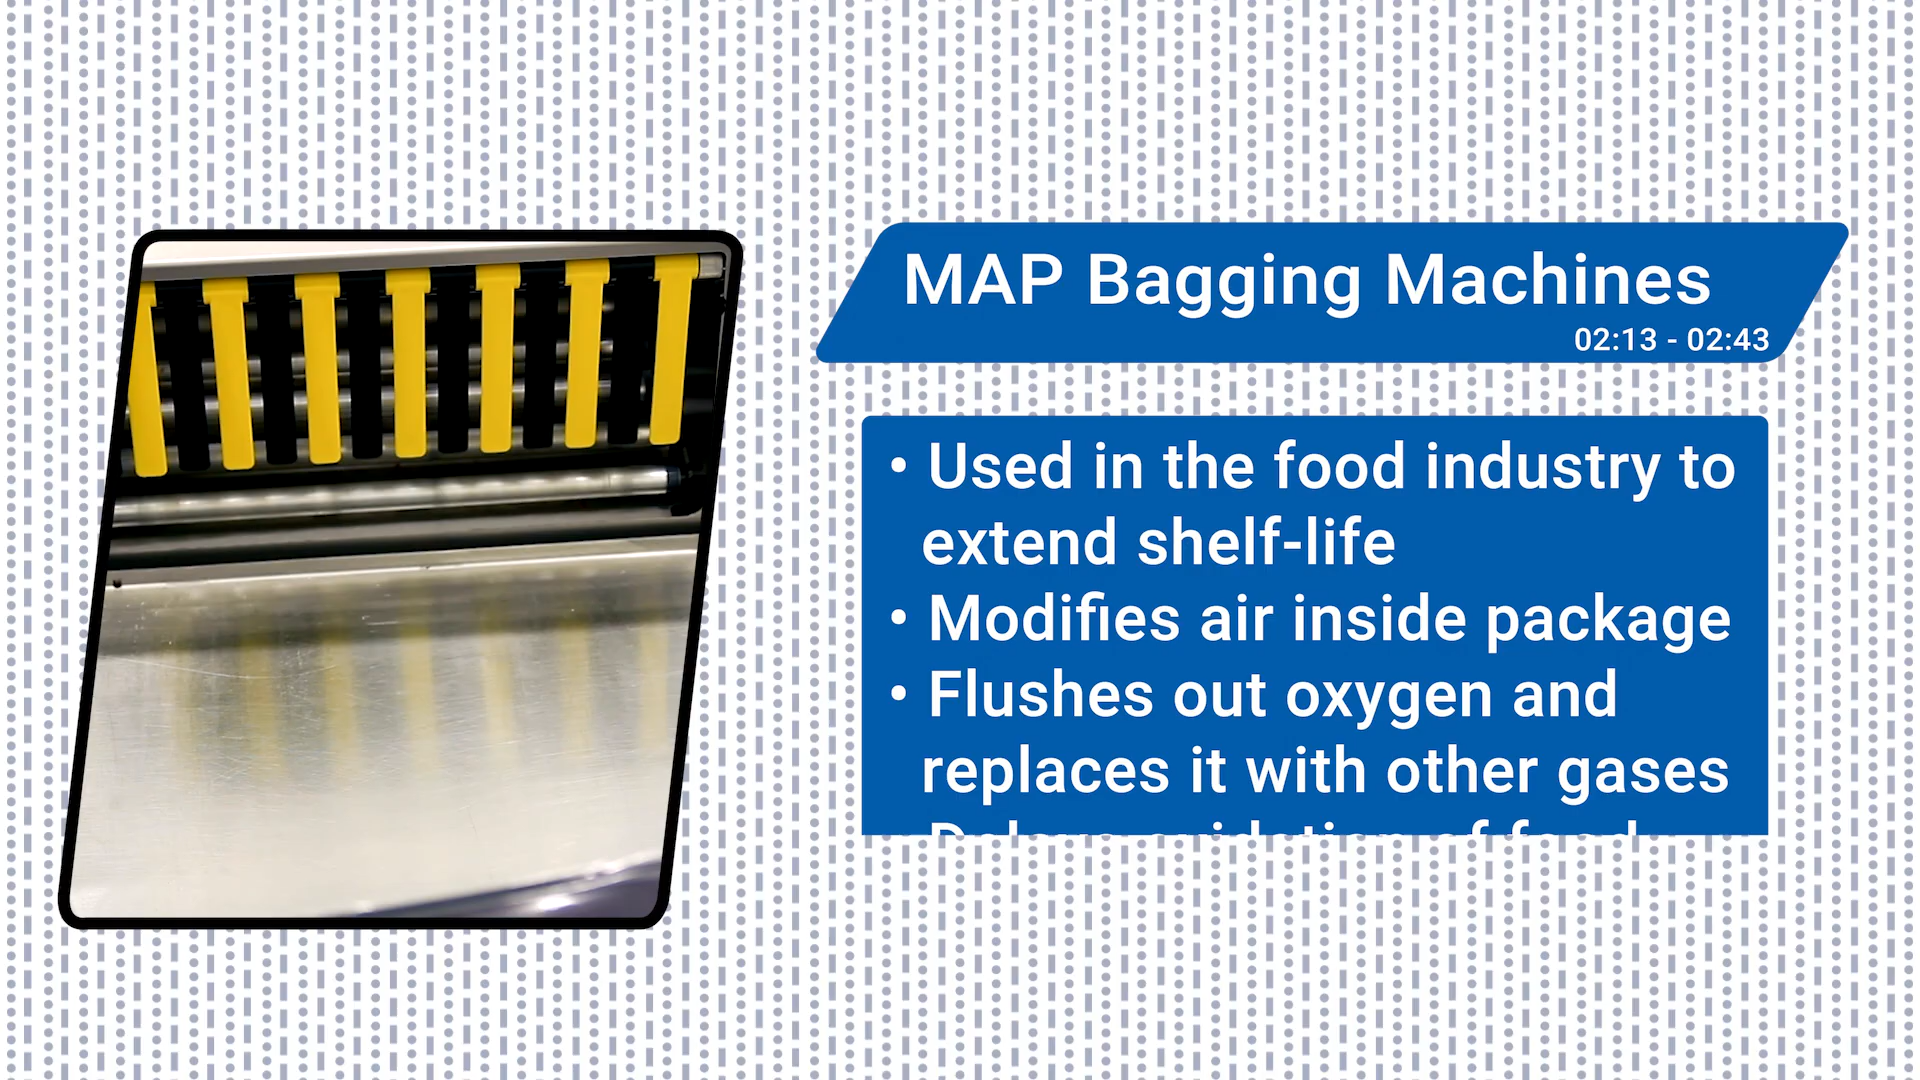 MAP Bagging Machines
02:13 - 02:43
• Used in the food industry to
extend shelf-life
• Modifies air inside package
• Flushes out oxygen and
replaces it with other gases